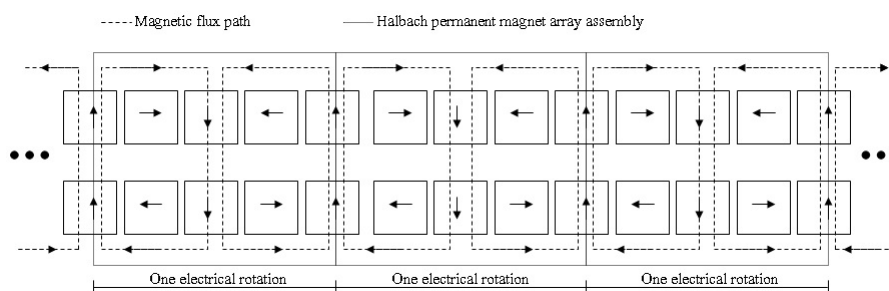 Magnetic flux path
Halbach permanent magnet array assembly
One electrical rotation
One electrical rotation
One electrical rotation